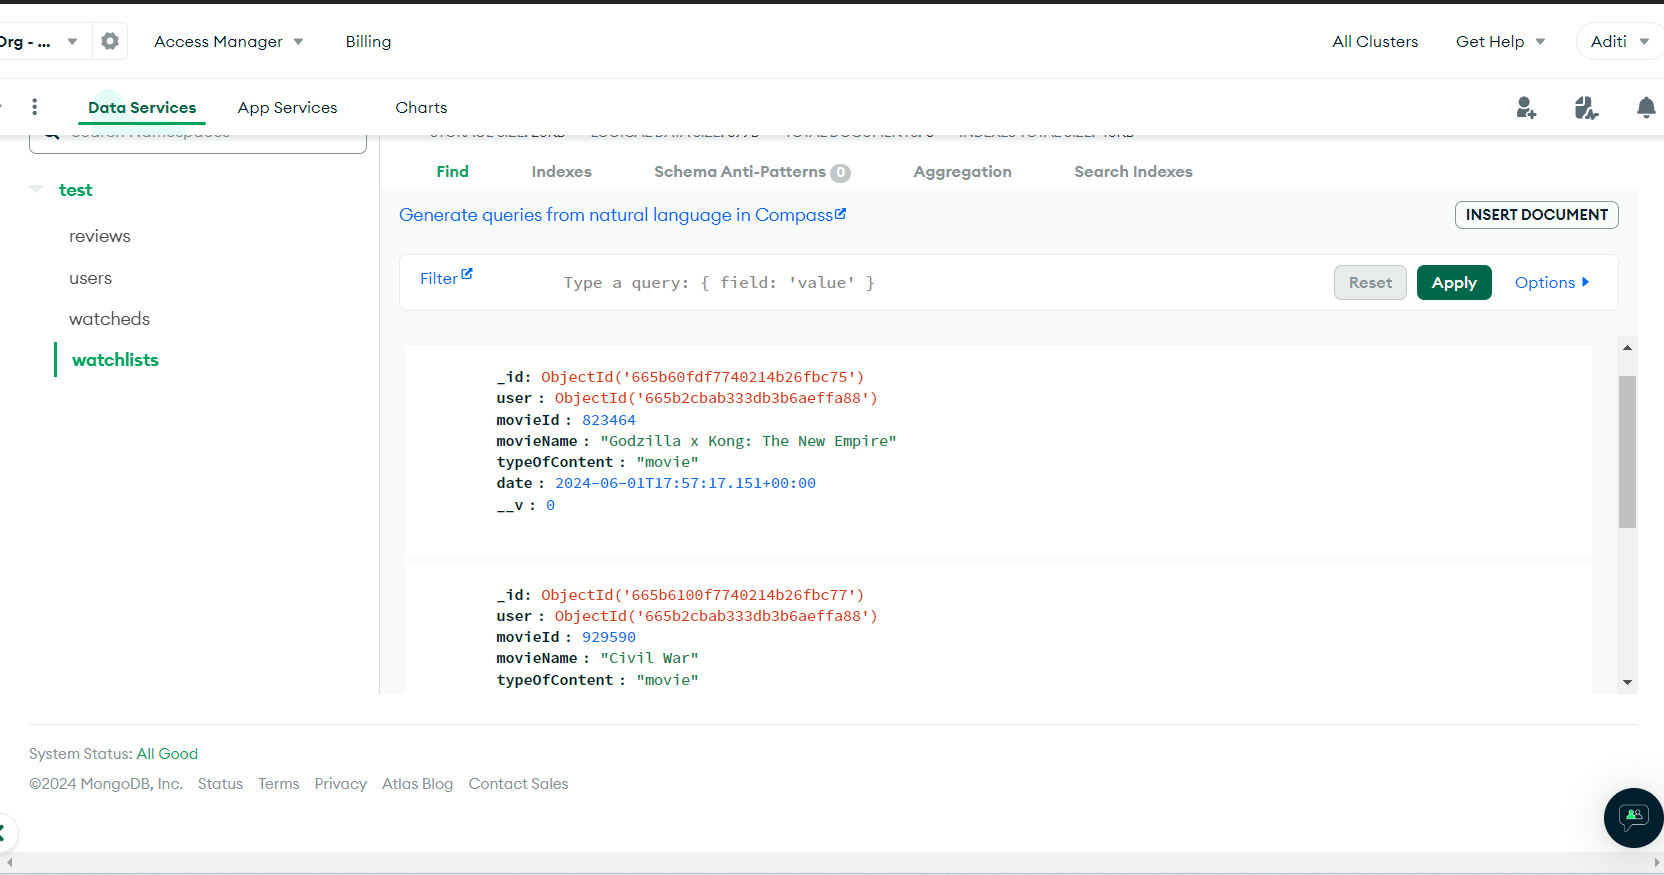 Org - ...
Access Manager
Billing
All Clusters
Get Help
Aditi
Data Services
App Services
Charts
Find
Indexes
Schema Anti-Patterns 0
Aggregation
Search Indexes
test
reviews
users
watcheds
watchlists
Generate queries from natural language in Compass
INSERT DOCUMENT
Filter
Type a query: { field: 'value' }
Reset
Apply
Options
_id: ObjectId('665b60fdf7740214b26fbc75')
user : ObjectId('665b2cbab333db3b6aeffa88')
movieId : 823464
movieName : "Godzilla x Kong: The New Empire"
typeOfContent : "movie"
date : 2024-06-01T17:57:17.151+00:00
__v : 0
_id: ObjectId('665b6100f7740214b26fbc77')
user : ObjectId('665b2cbab333db3b6aeffa88')
movieId : 929590
movieName : "Civil War"
typeOfContent : "movie"
System Status: All Good
©2024 MongoDB, Inc.
Status
Terms
Privacy
Atlas Blog
Contact Sales